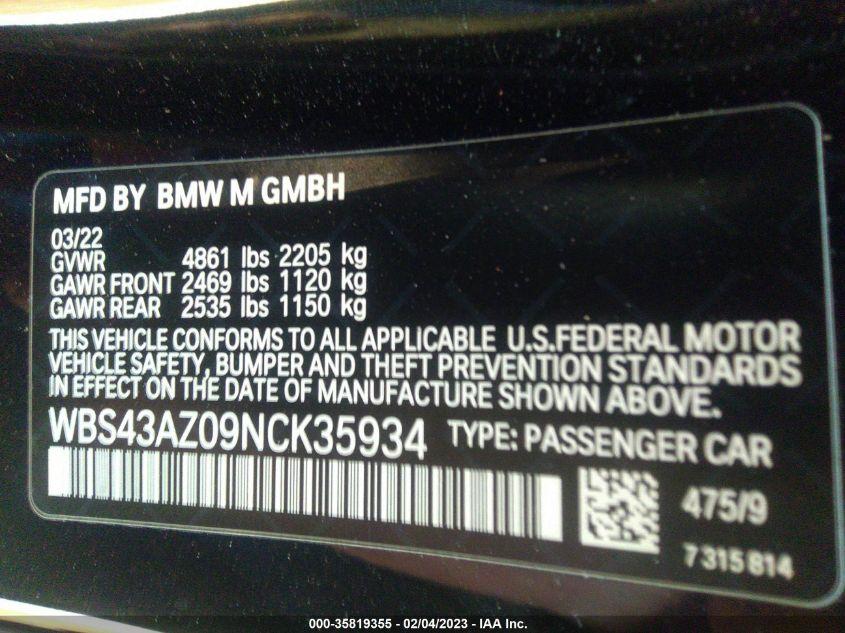 MFD BY BMW M GMBH
03/22
GVWR 4861 lbs 2205 kg
GAWR FRONT 2469 lbs 1120 kg
GAWR REAR 2535 lbs 1150 kg
THIS VEHICLE CONFORMS TO ALL APPLICABLE U.S.FEDERAL MOTOR
VEHICLE SAFETY, BUMPER AND THEFT PREVENTION STANDARDS
IN EFFECT ON THE DATE OF MANUFACTURE SHOWN ABOVE.
WBS43AZ09NCK35934 TYPE: PASSENGER CAR
475/9
7 315 814
000-35819355 - 02/04/2023 - IAA Inc.